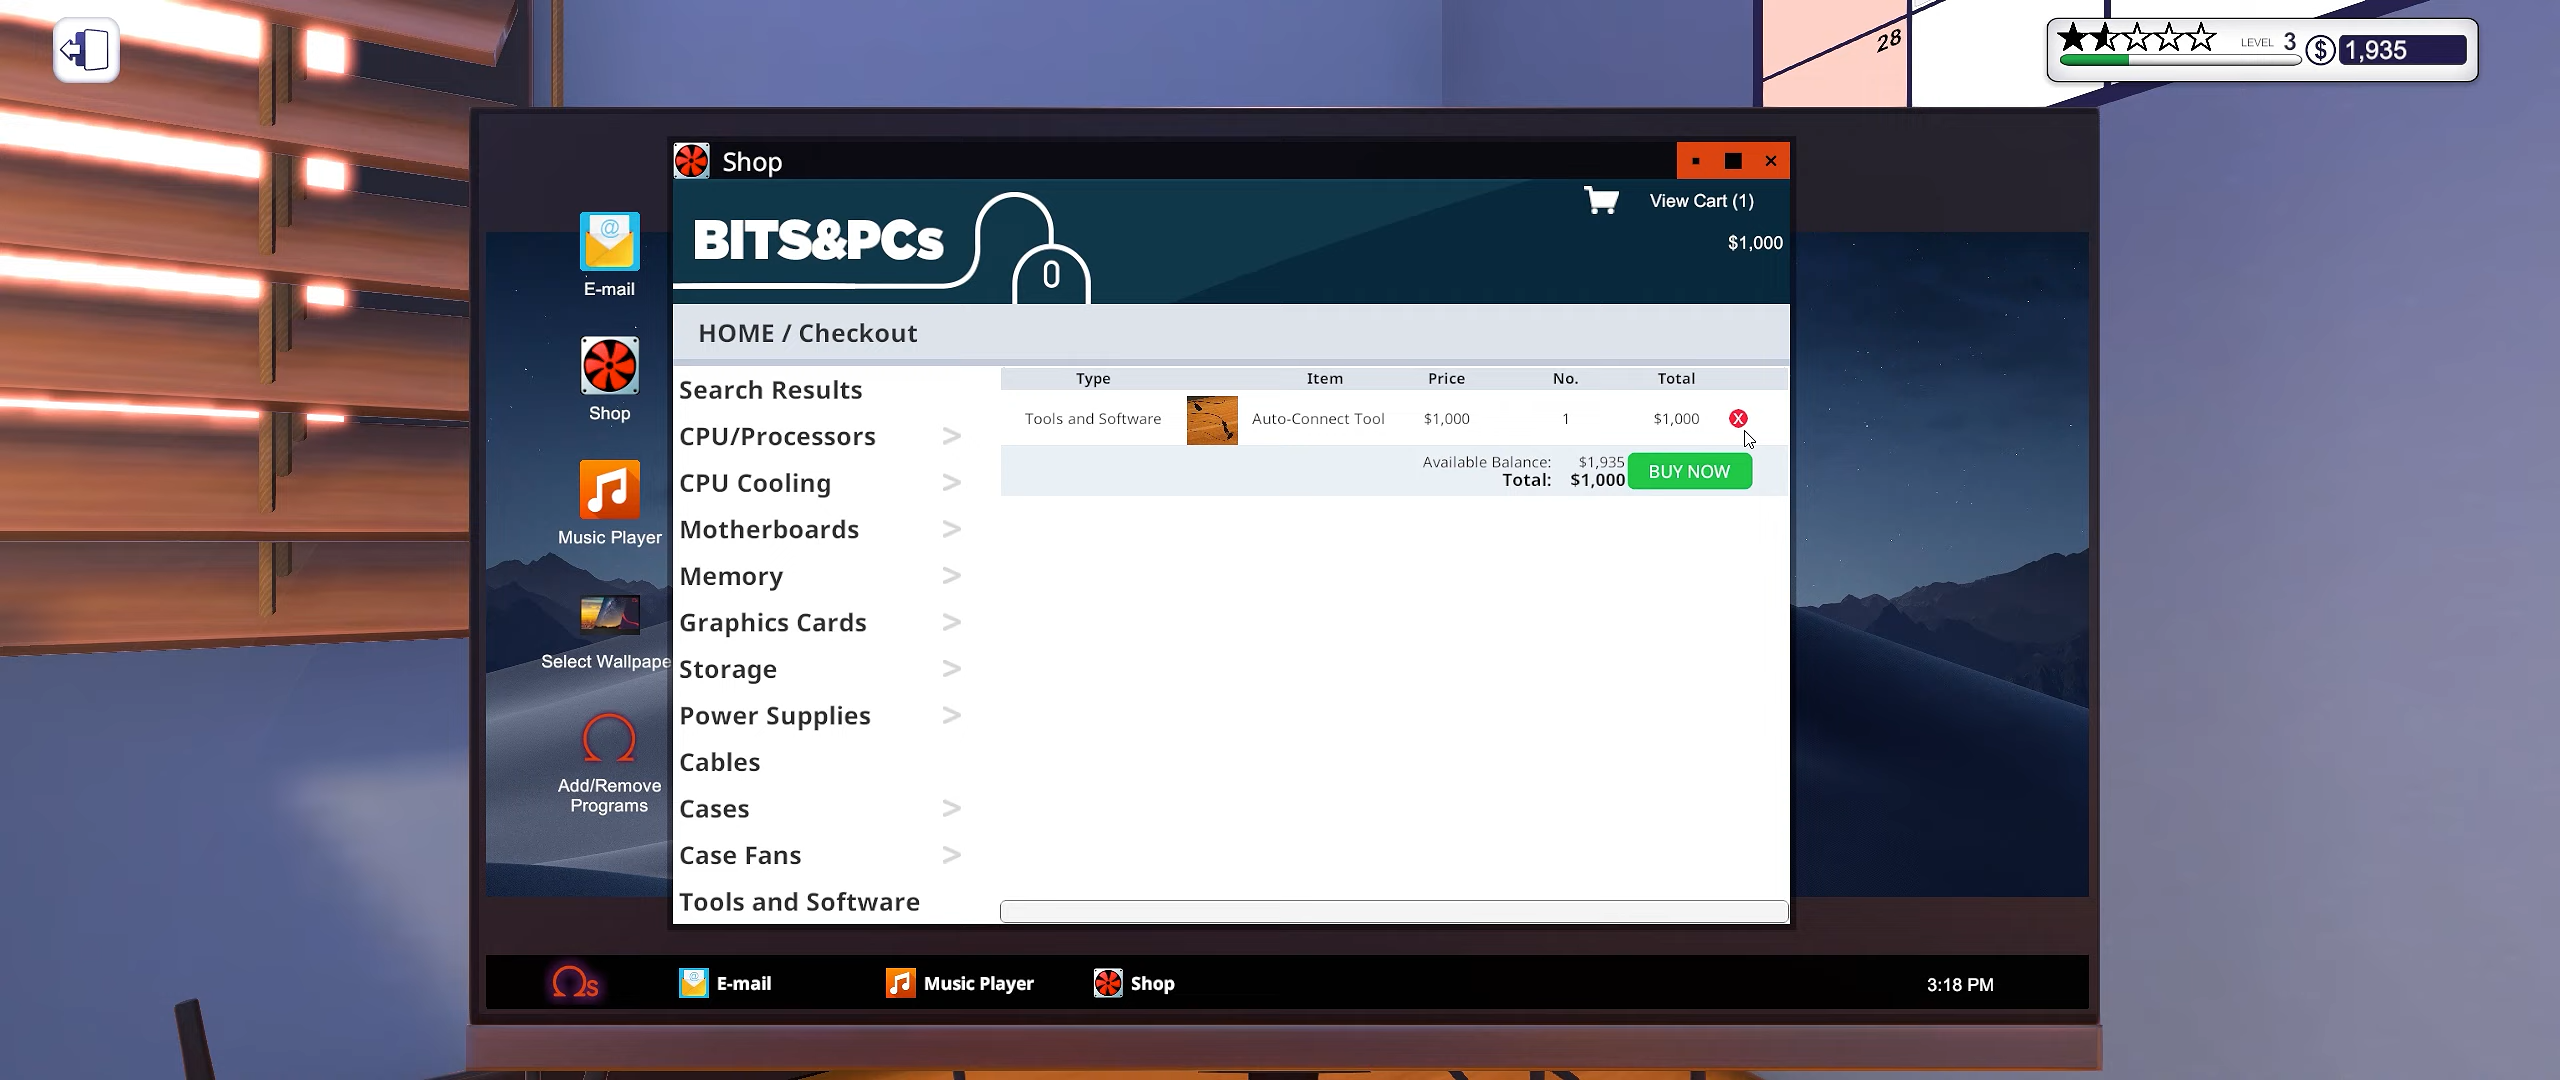 28
LEVEL 3
$ 1,935
Shop
BITS&PCs
View Cart (1)
$1,000
HOME / Checkout
E-mail
Shop
Music Player
Select Wallpape
Add/Remove
Programs
Search Results
CPU/Processors >
CPU Cooling >
Motherboards >
Memory >
Graphics Cards >
Storage >
Power Supplies >
Cables
Cases >
Case Fans >
Tools and Software
Type Item Price No. Total
Tools and Software Auto-Connect Tool $1,000 1 $1,000 X
Available Balance: $1,935
Total: $1,000
BUY NOW
Ωs E-mail Music Player Shop 3:18 PM